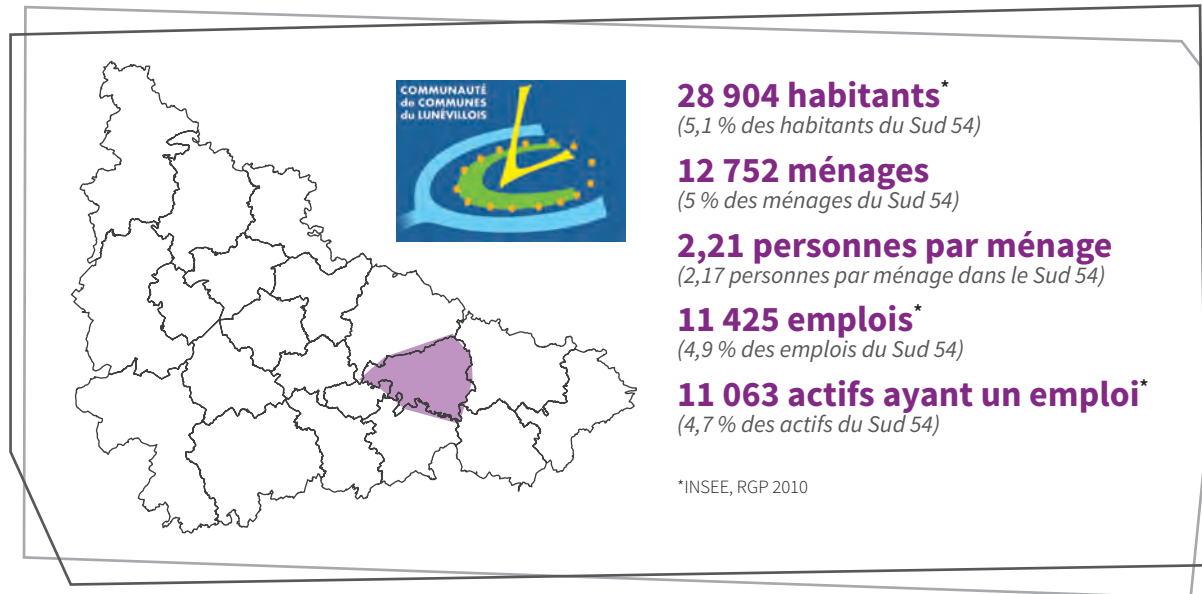 COMMUNAUTÉ
de COMMUNES
du LUNÉVILLOIS
28 904 habitants*
(5,1 % des habitants du Sud 54)
12 752 ménages
(5 % des ménages du Sud 54)
2,21 personnes par ménage
(2,17 personnes par ménage dans le Sud 54)
11 425 emplois*
(4,9 % des emplois du Sud 54)
11 063 actifs ayant un emploi*
(4,7 % des actifs du Sud 54)
*INSEE, RGP 2010